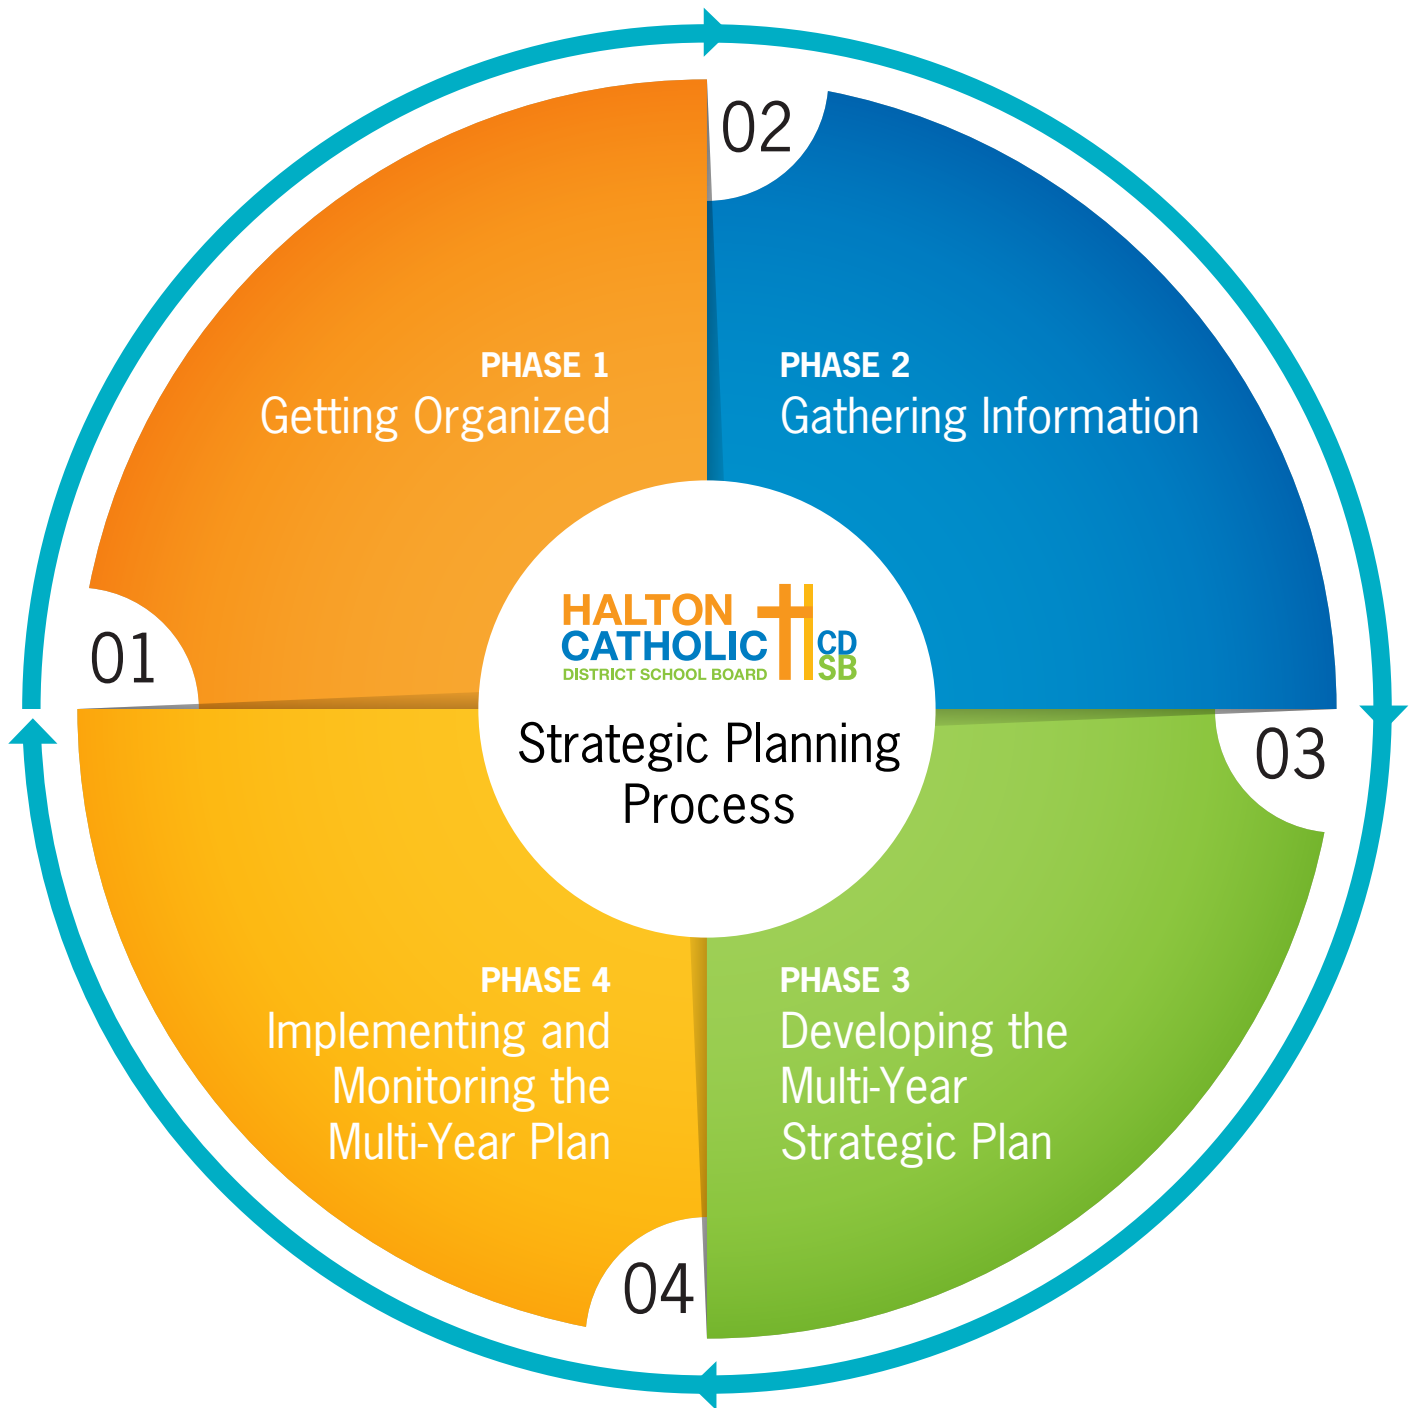 01
PHASE 1
Getting Organized
02
PHASE 2
Gathering Information
03
PHASE 3
Developing the
Multi-Year
Strategic Plan
04
PHASE 4
Implementing and
Monitoring the
Multi-Year Plan
HALTON
CATHOLIC
DISTRICT SCHOOL BOARD
CD
SB
Strategic Planning
Process